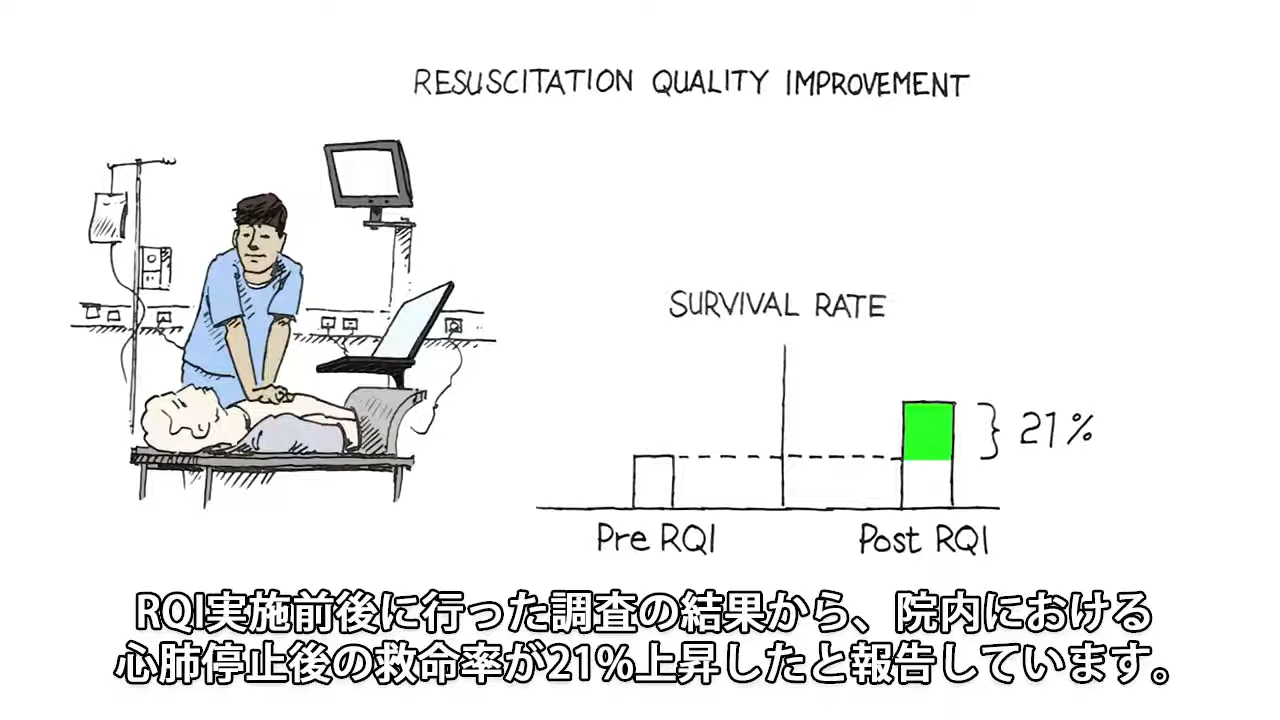 RESUSCITATION QUALITY IMPROVEMENT
SURVIVAL RATE
21%
Pre RQI
Post RQI
RQI実施前後に行った調査の結果から、院内における
心肺停止後の救命率が21%上昇したと報告しています。